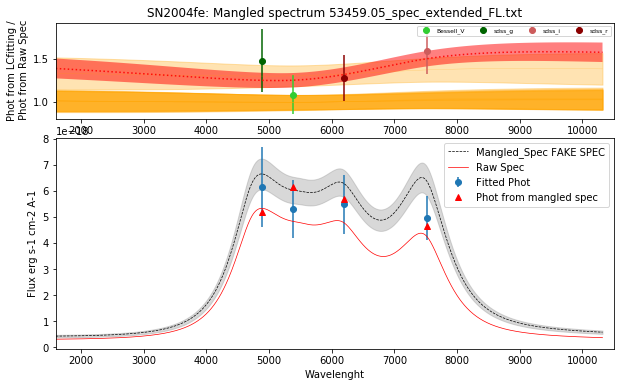 SN2004fe: Mangled spectrum 53459.05_spec_extended_FL.txt
Phot from LCfitting /
Phot from Raw Spec
1.5
1.0
Bessell_V
sdss_g
sdss_i
sdss_r
2000 3000 4000 5000 6000 7000 8000 9000 10000
8
7
6
5
4
3
2
1
0
Flux erg s-1 cm-2 A-1
Mangled_Spec FAKE SPEC
Raw Spec
Fitted Phot
Phot from mangled spec
2000 3000 4000 5000 6000 7000 8000 9000 10000
Wavelenght